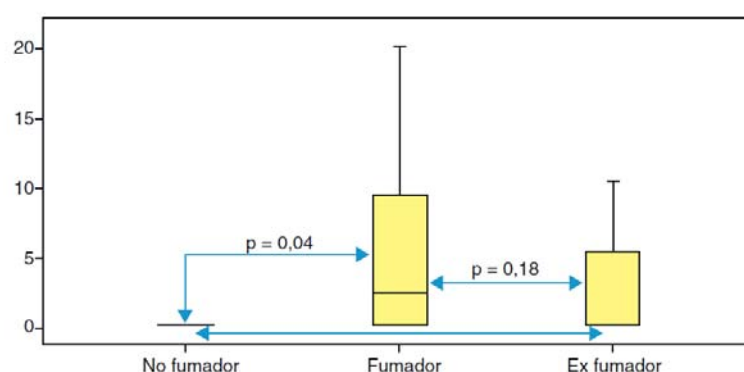 20
15
10
5
0
p = 0,04
p = 0,18
No fumador
Fumador
Ex fumador